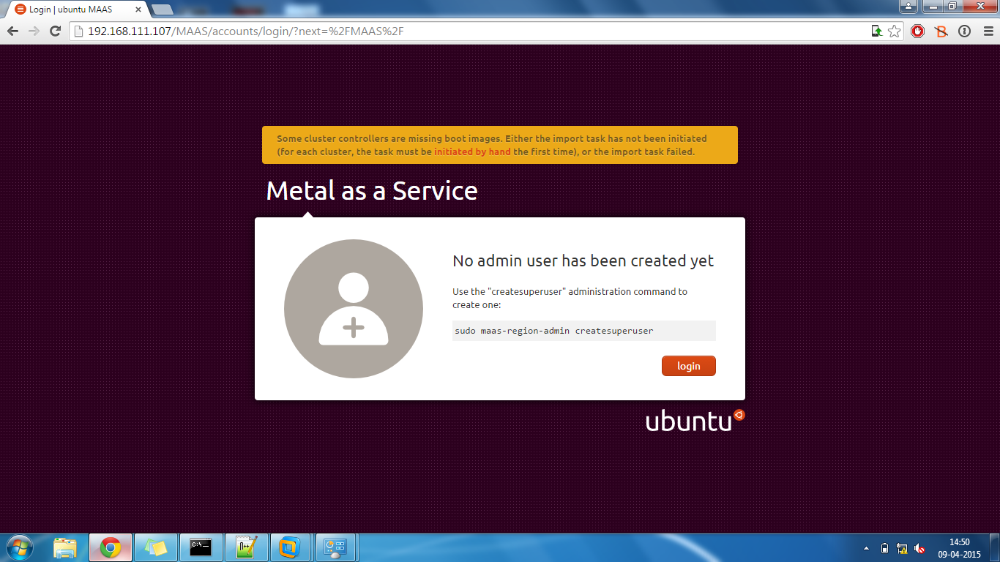 Login | ubuntu MAAS
192.168.111.107/MAAS/accounts/login/?next=%2FMAAS%2F
Some cluster controllers are missing boot images. Either the import task has not been initiated
(for each cluster, the task must be initiated by hand the first time), or the import task failed.
Metal as a Service
No admin user has been created yet
Use the "createsuperuser" administration command to
create one:
sudo maas-region-admin createsuperuser
login
ubuntu
14:50
09-04-2015